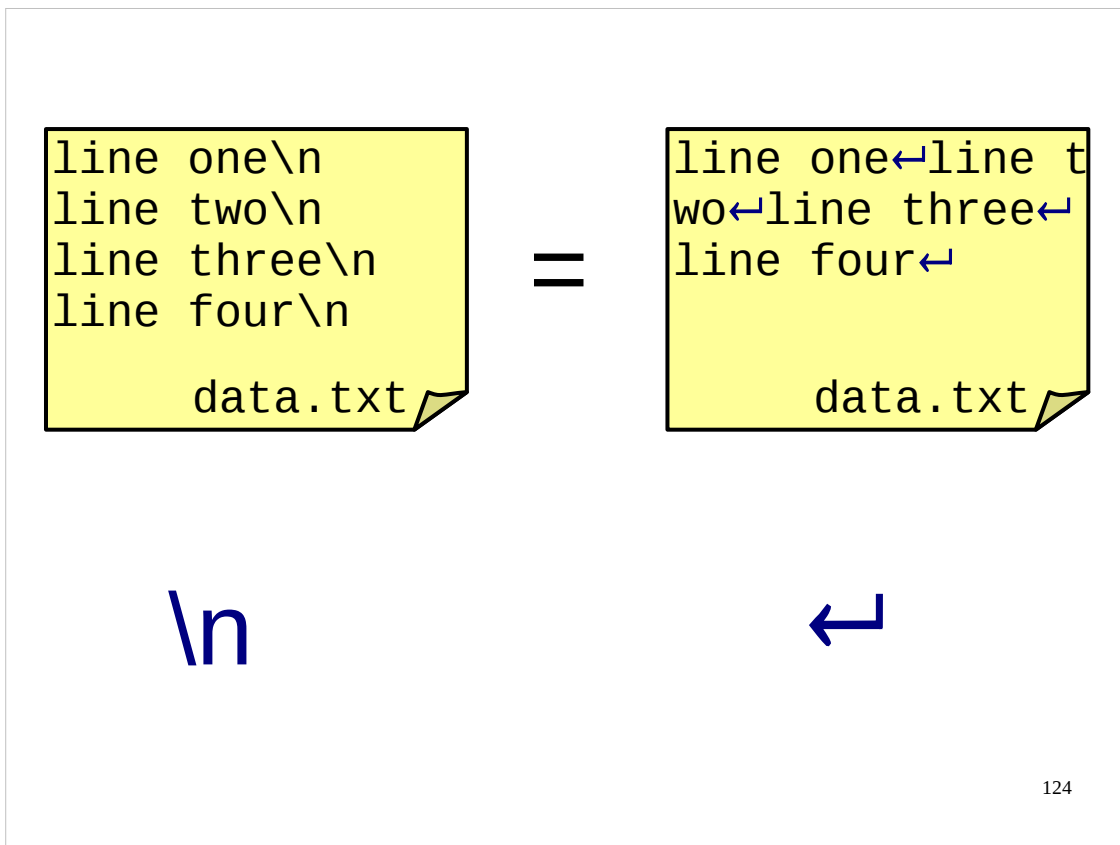 line one\n
line two\n
line three\n
line four\n
data.txt
=
line one↵line t
wo↵line three↵
line four↵
data.txt
\n
↵
124